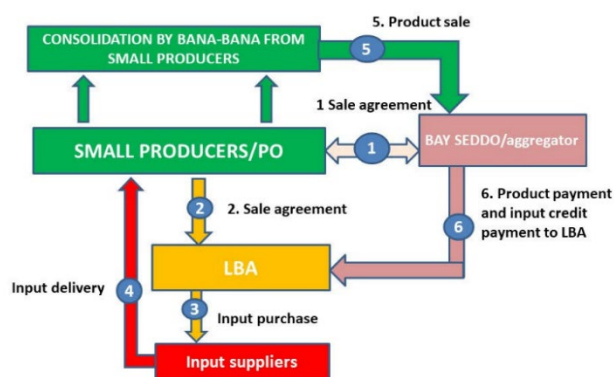 5. Product sale
CONSOLIDATION BY BANA-BANA FROM
SMALL PRODUCERS
5
1 Sale agreement
SMALL PRODUCERS/PO
1
BAY SEDDO/aggregator
2
2. Sale agreement
6. Product payment
and input credit
payment to LBA
6
LBA
Input delivery
4
3
Input purchase
Input suppliers